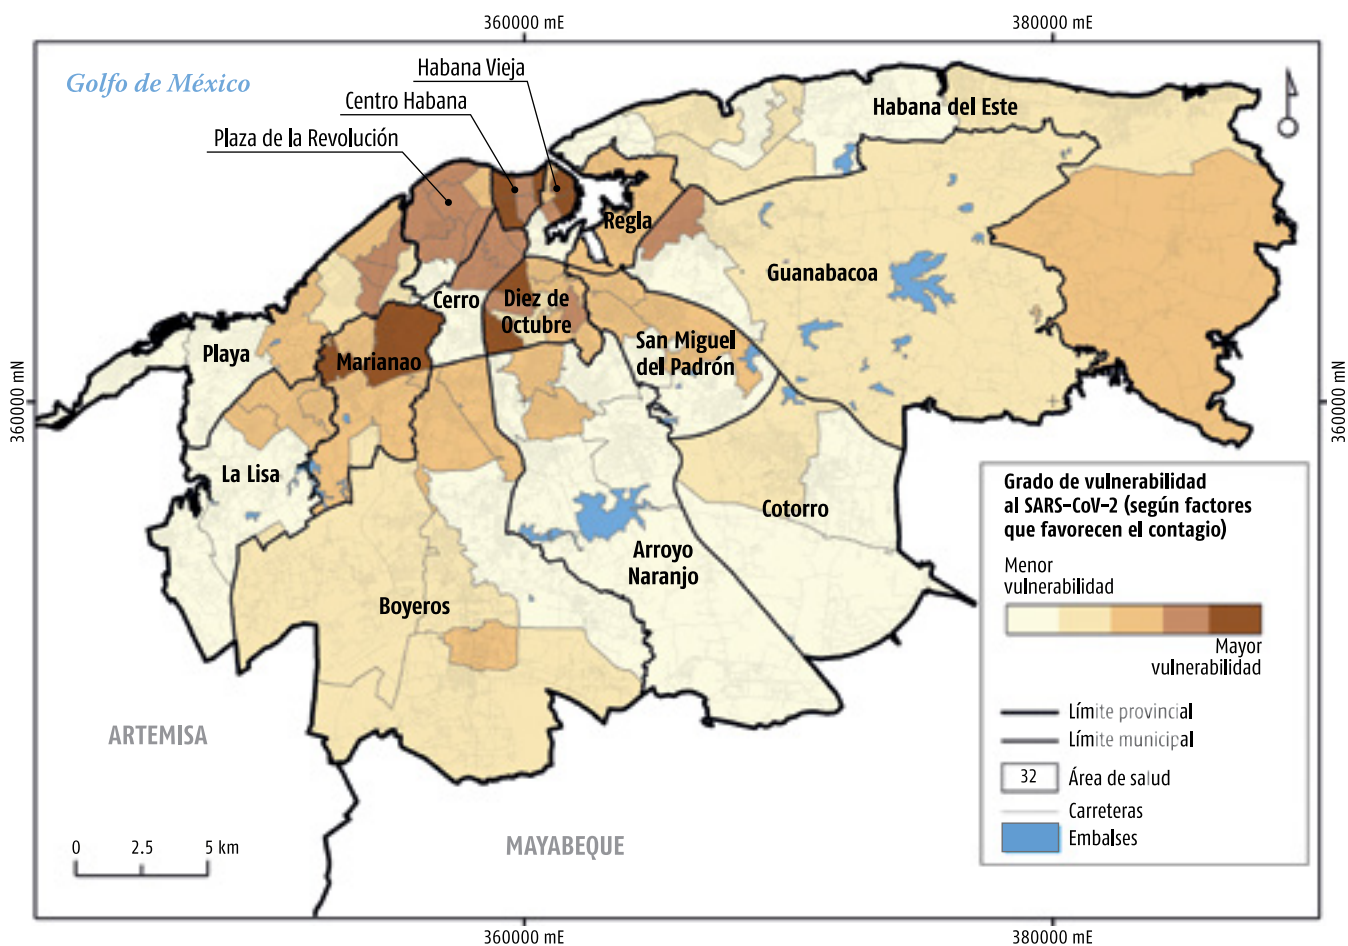 360000 mE
380000 mE
Golfo de México
Habana Vieja
Centro Habana
Plaza de la Revolución
Habana del Este
Regla
Guanabacoa
Cerro
Diez de
Octubre
San Miguel
del Padrón
Playa
Marianao
360000 mN
360000 mN
La Lisa
Cotorro
Arroyo
Naranjo
Boyeros
ARTEMISA
MAYABEQUE
0 2.5 5 km
Grado de vulnerabilidad
al SARS-CoV-2 (según factores
que favorecen el contagio)
Menor
vulnerabilidad
Mayor
vulnerabilidad
Límite provincial
Límite municipal
32 Área de salud
Carreteras
Embalses
360000 mE
380000 mE